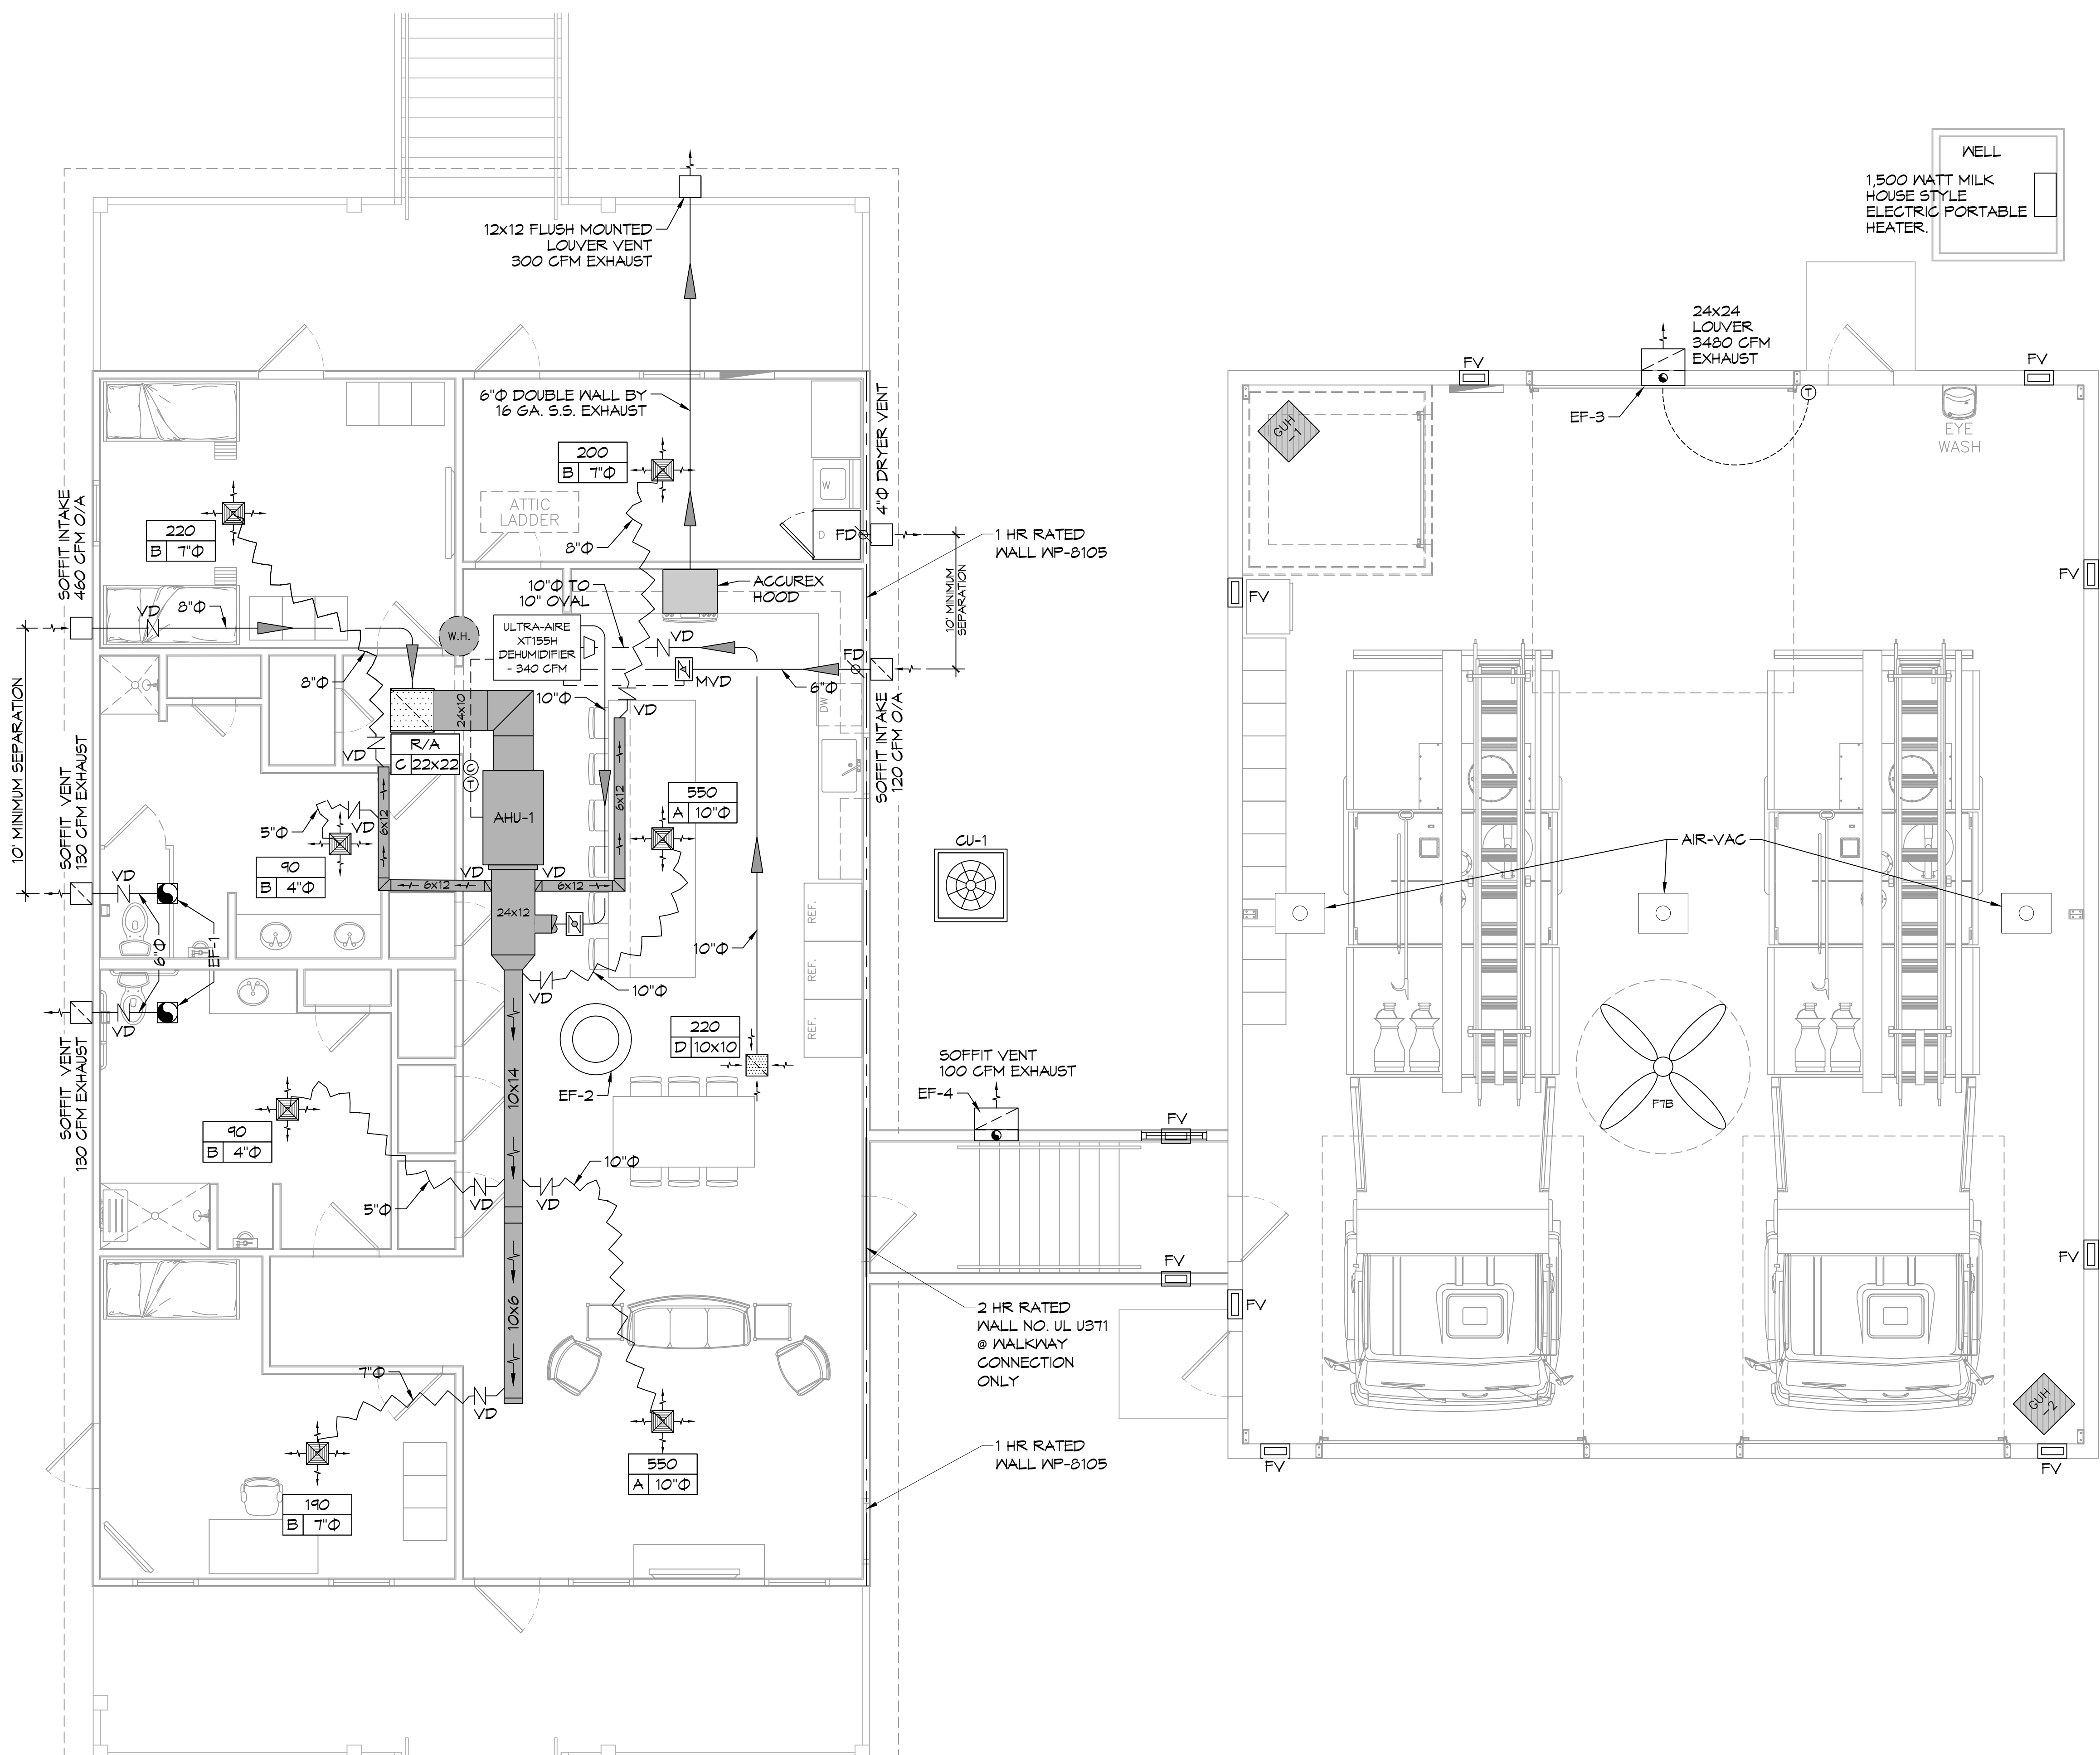 WELL
1,500 WATT MILK
HOUSE STYLE
ELECTRIC PORTABLE
HEATER.
12x12 FLUSH MOUNTED
LOUVER VENT
300 CFM EXHAUST
24x24
LOUVER
3480 CFM
EXHAUST
FV
FV
EF-3
T
GUH
-1
EYE
WASH
6"Φ DOUBLE WALL BY
16 GA. S.S. EXHAUST
4"Φ DRYER VENT
200
B 7"Φ
W
D
FD
ATTIC
LADDER
8"Φ
SOFFIT INTAKE
460 CFM O/A
220
B 7"Φ
1 HR RATED
WALL WP-8105
10' MINIMUM
SEPARATION
10"Φ TO
10" OVAL
ACCUREX
HOOD
VD
8"Φ
W.H.
ULTRA-AIRE
XT155H
DEHUMIDIFIER
- 340 CFM
VD
MVD
FD
6"Φ
10"Φ
VD
DW
SOFFIT INTAKE
120 CFM O/A
8"Φ
24x10
VD
R/A
C 22x22
C
T
10' MINIMUM SEPARATION
SOFFIT VENT
130 CFM EXHAUST
6x12
6x12
550
A 10"Φ
AHU-1
5"Φ
VD
90
B 4"Φ
CU-1
AIR-VAC
FV
FV
VD
VD
6x12
6x12
VD
24x12
REF.
REF.
REF.
6"Φ
EF-1
10"Φ
VD
10"Φ
VD
SOFFIT VENT
130 CFM EXHAUST
220
D 10x10
EF-2
10x14
SOFFIT VENT
100 CFM EXHAUST
EF-4
FV
F7B
90
B 4"Φ
5"Φ
VD
VD
10"Φ
FV
FV
FV
10x6
2 HR RATED
WALL NO. UL U371
@ WALKWAY
CONNECTION
ONLY
7"Φ
VD
GUH
-2
1 HR RATED
WALL WP-8105
550
A 10"Φ
190
B 7"Φ
FV
FV